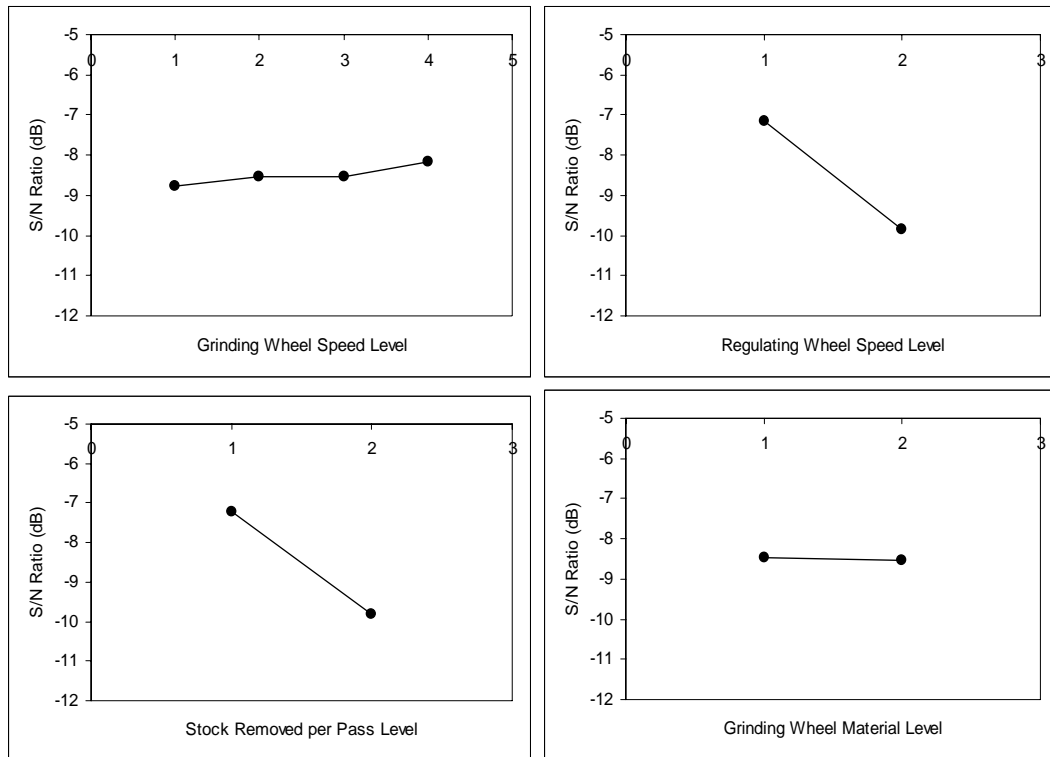 -5
0 1 2 3 4 5
-6
-7
-8
-9
-10
-11
-12
S/N Ratio (dB)
Grinding Wheel Speed Level
-5
0 1 2 3
-6
-7
-8
-9
-10
-11
-12
S/N Ratio (dB)
Regulating Wheel Speed Level
-5
0 1 2 3
-6
-7
-8
-9
-10
-11
-12
S/N Ratio (dB)
Stock Removed per Pass Level
-5
0 1 2 3
-6
-7
-8
-9
-10
-11
-12
S/N Ratio (dB)
Grinding Wheel Material Level